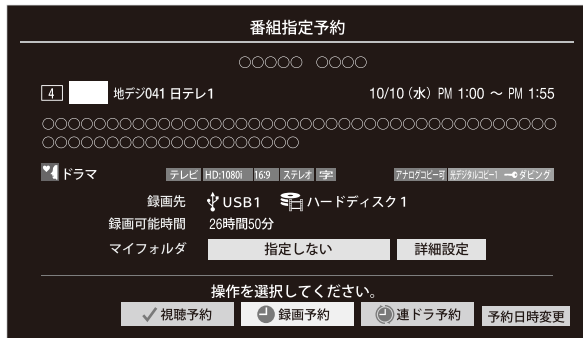 番組指定予約
○○○○○ ○○○○
4 地デジ041 日テレ1 10/10 (水) PM 1:00 ～ PM 1:55
○○○○○○○○○○○○○○○○○○○○○○○○○○○○○○○○○○○○○○○○
○○○○○○○○○○○○○○○○○○○○
ドラマ テレビ HD:1080i 16:9 ステレオ 字 アナログコピー可 光デジタルコピー1 ダビング
録画先 USB1 ハードディスク1
録画可能時間 26時間50分
マイフォルダ 指定しない 詳細設定
操作を選択してください。
視聴予約 録画予約 連ドラ予約 予約日時変更